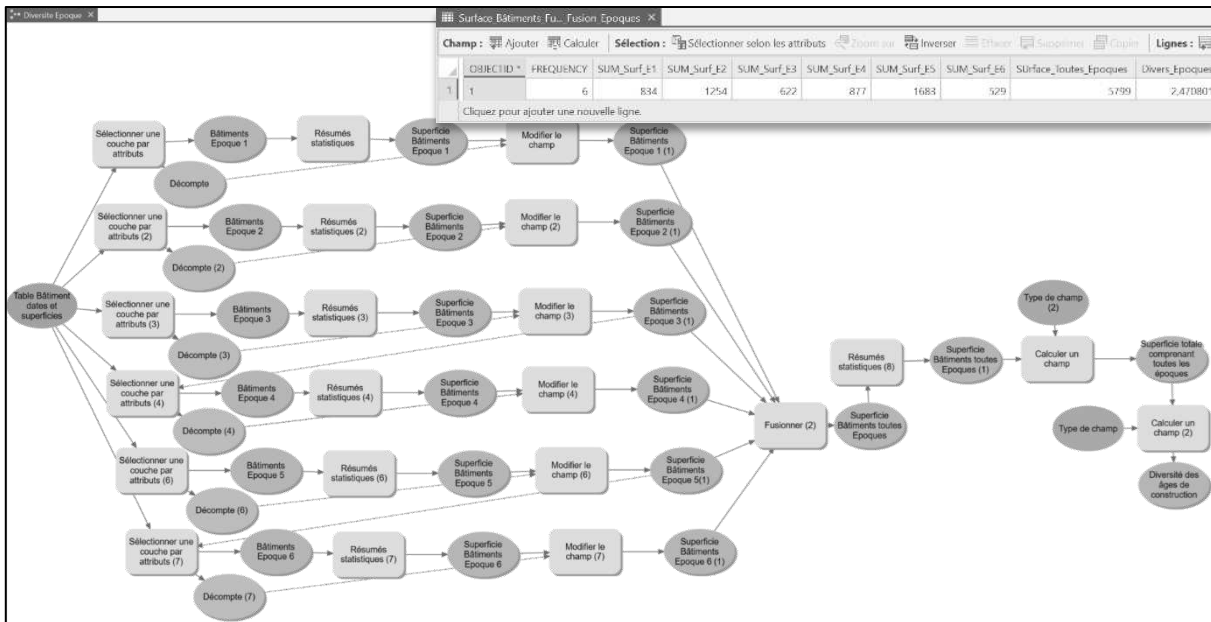 Diversite Epoque
Surface_Bâtiments_Fu..._Fusion_Epoques
Champ : Ajouter Calculer Sélection : Sélectionner selon les attributs Zoom sur Inverser Effacer Supprimer Copier Lignes :
OBJECTID * FREQUENCY SUM_Surf_E1 SUM_Surf_E2 SUM_Surf_E3 SUM_Surf_E4 SUM_Surf_E5 SUM_Surf_E6 SUrface_Toutes_Epoques Divers_Epoques
1 1 6 834 1254 622 877 1683 529 5799 2,470801
Cliquez pour ajouter une nouvelle ligne.
Sélectionner une
couche par
attributs
Bâtiments
Epoque 1
Résumés
statistiques
Superficie
Bâtiments
Epoque 1
Modifier le
champ
Superficie
Bâtiments
Epoque 1 (1)
Décompte
Sélectionner une
couche par
attributs (2)
Bâtiments
Epoque 2
Résumés
statistiques (2)
Superficie
Bâtiments
Epoque 2
Modifier le
champ (2)
Superficie
Bâtiments
Epoque 2 (1)
Décompte (2)
Table Bâtiment
dates et
superficies
Sélectionner une
couche par
attributs (3)
Bâtiments
Epoque 3
Résumés
statistiques (3)
Superficie
Bâtiments
Epoque 3
Modifier le
champ (3)
Superficie
Bâtiments
Epoque 3 (1)
Décompte (3)
Sélectionner une
couche par
attributs (4)
Bâtiments
Epoque 4
Résumés
statistiques (4)
Superficie
Bâtiments
Epoque 4
Modifier le
champ (4)
Superficie
Bâtiments
Epoque 4 (1)
Décompte (4)
Sélectionner une
couche par
attributs (6)
Bâtiments
Epoque 5
Résumés
statistiques (6)
Superficie
Bâtiments
Epoque 5
Modifier le
champ (6)
Superficie
Bâtiments
Epoque 5(1)
Décompte (6)
Sélectionner une
couche par
attributs (7)
Bâtiments
Epoque 6
Résumés
statistiques (7)
Superficie
Bâtiments
Epoque 6
Modifier le
champ (7)
Superficie
Bâtiments
Epoque 6 (1)
Décompte (7)
Fusionner (2)
Superficie
Bâtiments toutes
Epoques
Résumés
statistiques (8)
Superficie
Bâtiments toutes
Epoques (1)
Type de champ
(2)
Calculer un
champ
Superficie totale
comprenant
toutes les
époques
Type de champ
Calculer un
champ (2)
Diversité des
âges de
construction